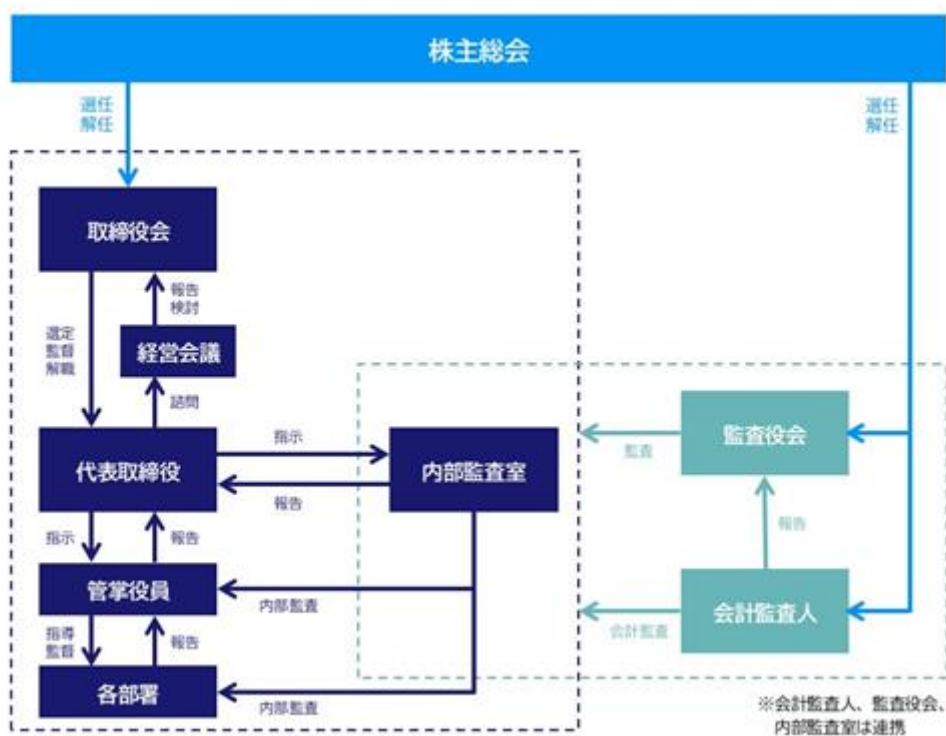 株主総会
選任
解任
選任
解任
取締役会
報告
検討
選定
監督
解職
経営会議
諮問
代表取締役
指示
報告
内部監査室
監査
監査役会
報告
指示
報告
管掌役員
内部監査
会計監査
会計監査人
指導
監督
報告
各部署
内部監査
※会計監査人、監査役会、
内部監査室は連携